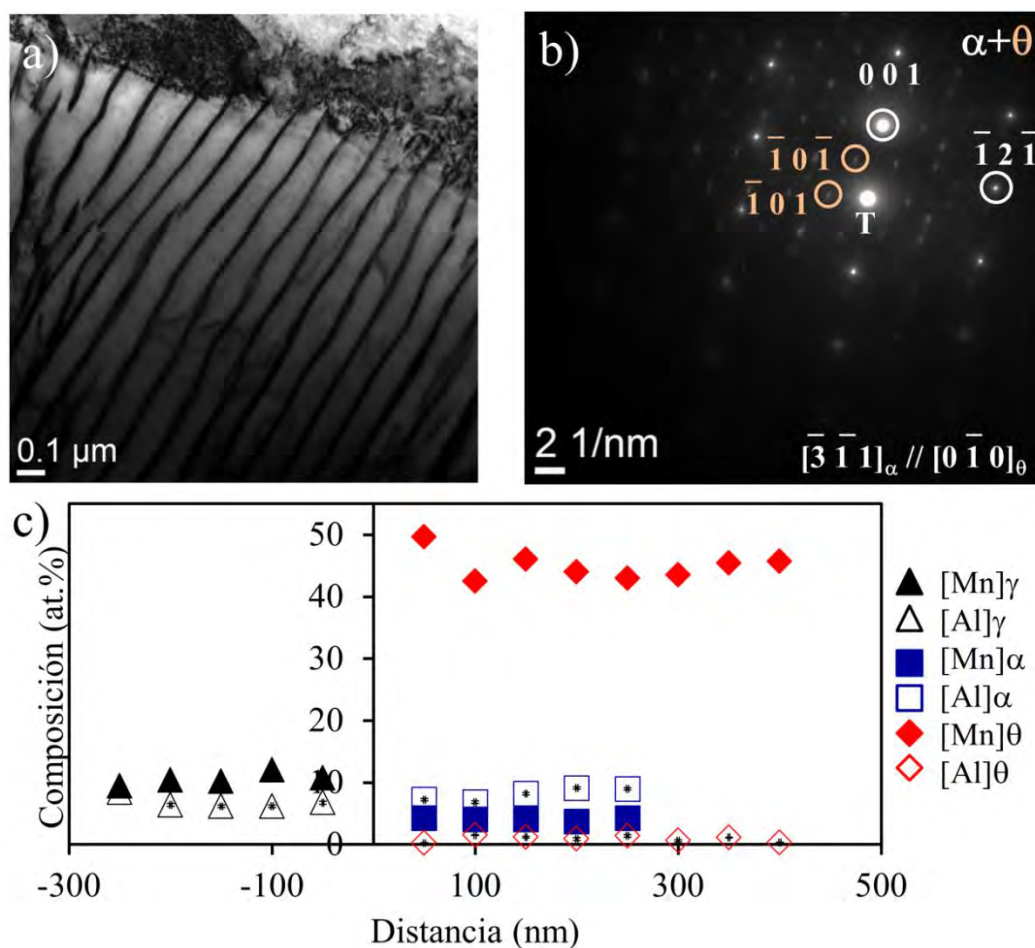 a)
0.1 µm
b)
α+θ
0 0 1
1̄ 0 1̄
1̄ 2 1̄
1̄ 0 1
T
2 1/nm
[3̄ 1̄ 1]α // [0 1̄ 0]θ
c)
Composición (at.%)
50
40
30
20
10
0
-300
-100
100
300
500
Distancia (nm)
[Mn]γ
[Al]γ
[Mn]α
[Al]α
[Mn]θ
[Al]θ